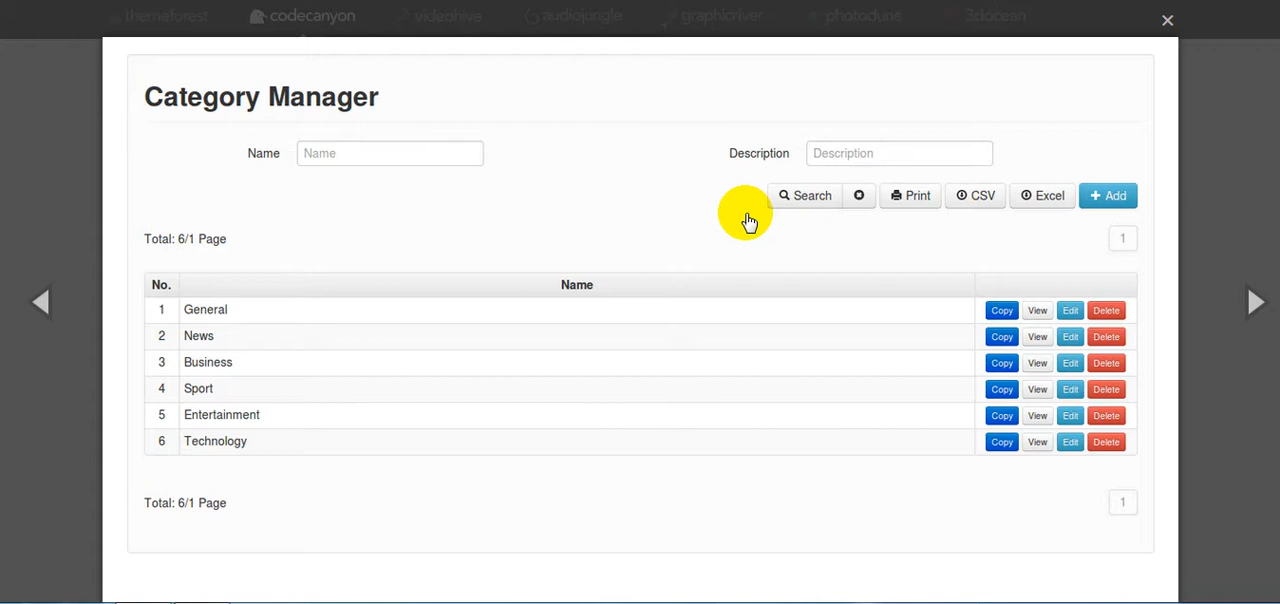 themeforest codecanyon videohive audiojungle graphicriver photodune 3docean
Category Manager
Name Name Description Description
Search Print CSV Excel + Add
Total: 6/1 Page 1
No. Name
1 General Copy View Edit Delete
2 News Copy View Edit Delete
3 Business Copy View Edit Delete
4 Sport Copy View Edit Delete
5 Entertainment Copy View Edit Delete
6 Technology Copy View Edit Delete
Total: 6/1 Page 1